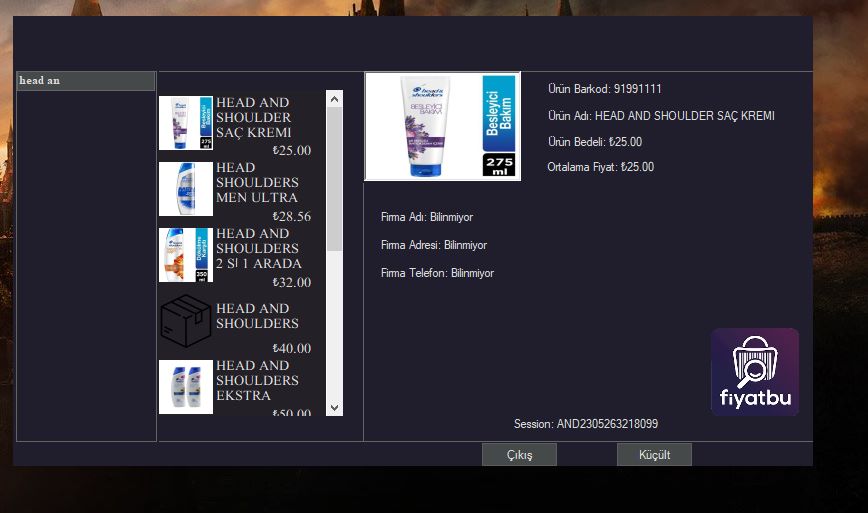 head an
HEAD AND
SHOULDER
SAÇ KREMI
₺25.00
HEAD
SHOULDERS
MEN ULTRA
₺28.56
HEAD AND
SHOULDERS
2 Sİ 1 ARADA
₺32.00
HEAD AND
SHOULDERS
₺40.00
HEAD AND
SHOULDERS
EKSTRA
₺50.00
head&
shoulders
BESLEYİCİ
BAKIM
Besleyici
Bakım
275
ml
Ürün Barkod: 91991111
Ürün Adı: HEAD AND SHOULDER SAÇ KREMI
Ürün Bedeli: ₺25.00
Ortalama Fiyat: ₺25.00
Firma Adı: Bilinmiyor
Firma Adresi: Bilinmiyor
Firma Telefon: Bilinmiyor
fiyatbu
Session: AND2305263218099
Çıkış
Küçült